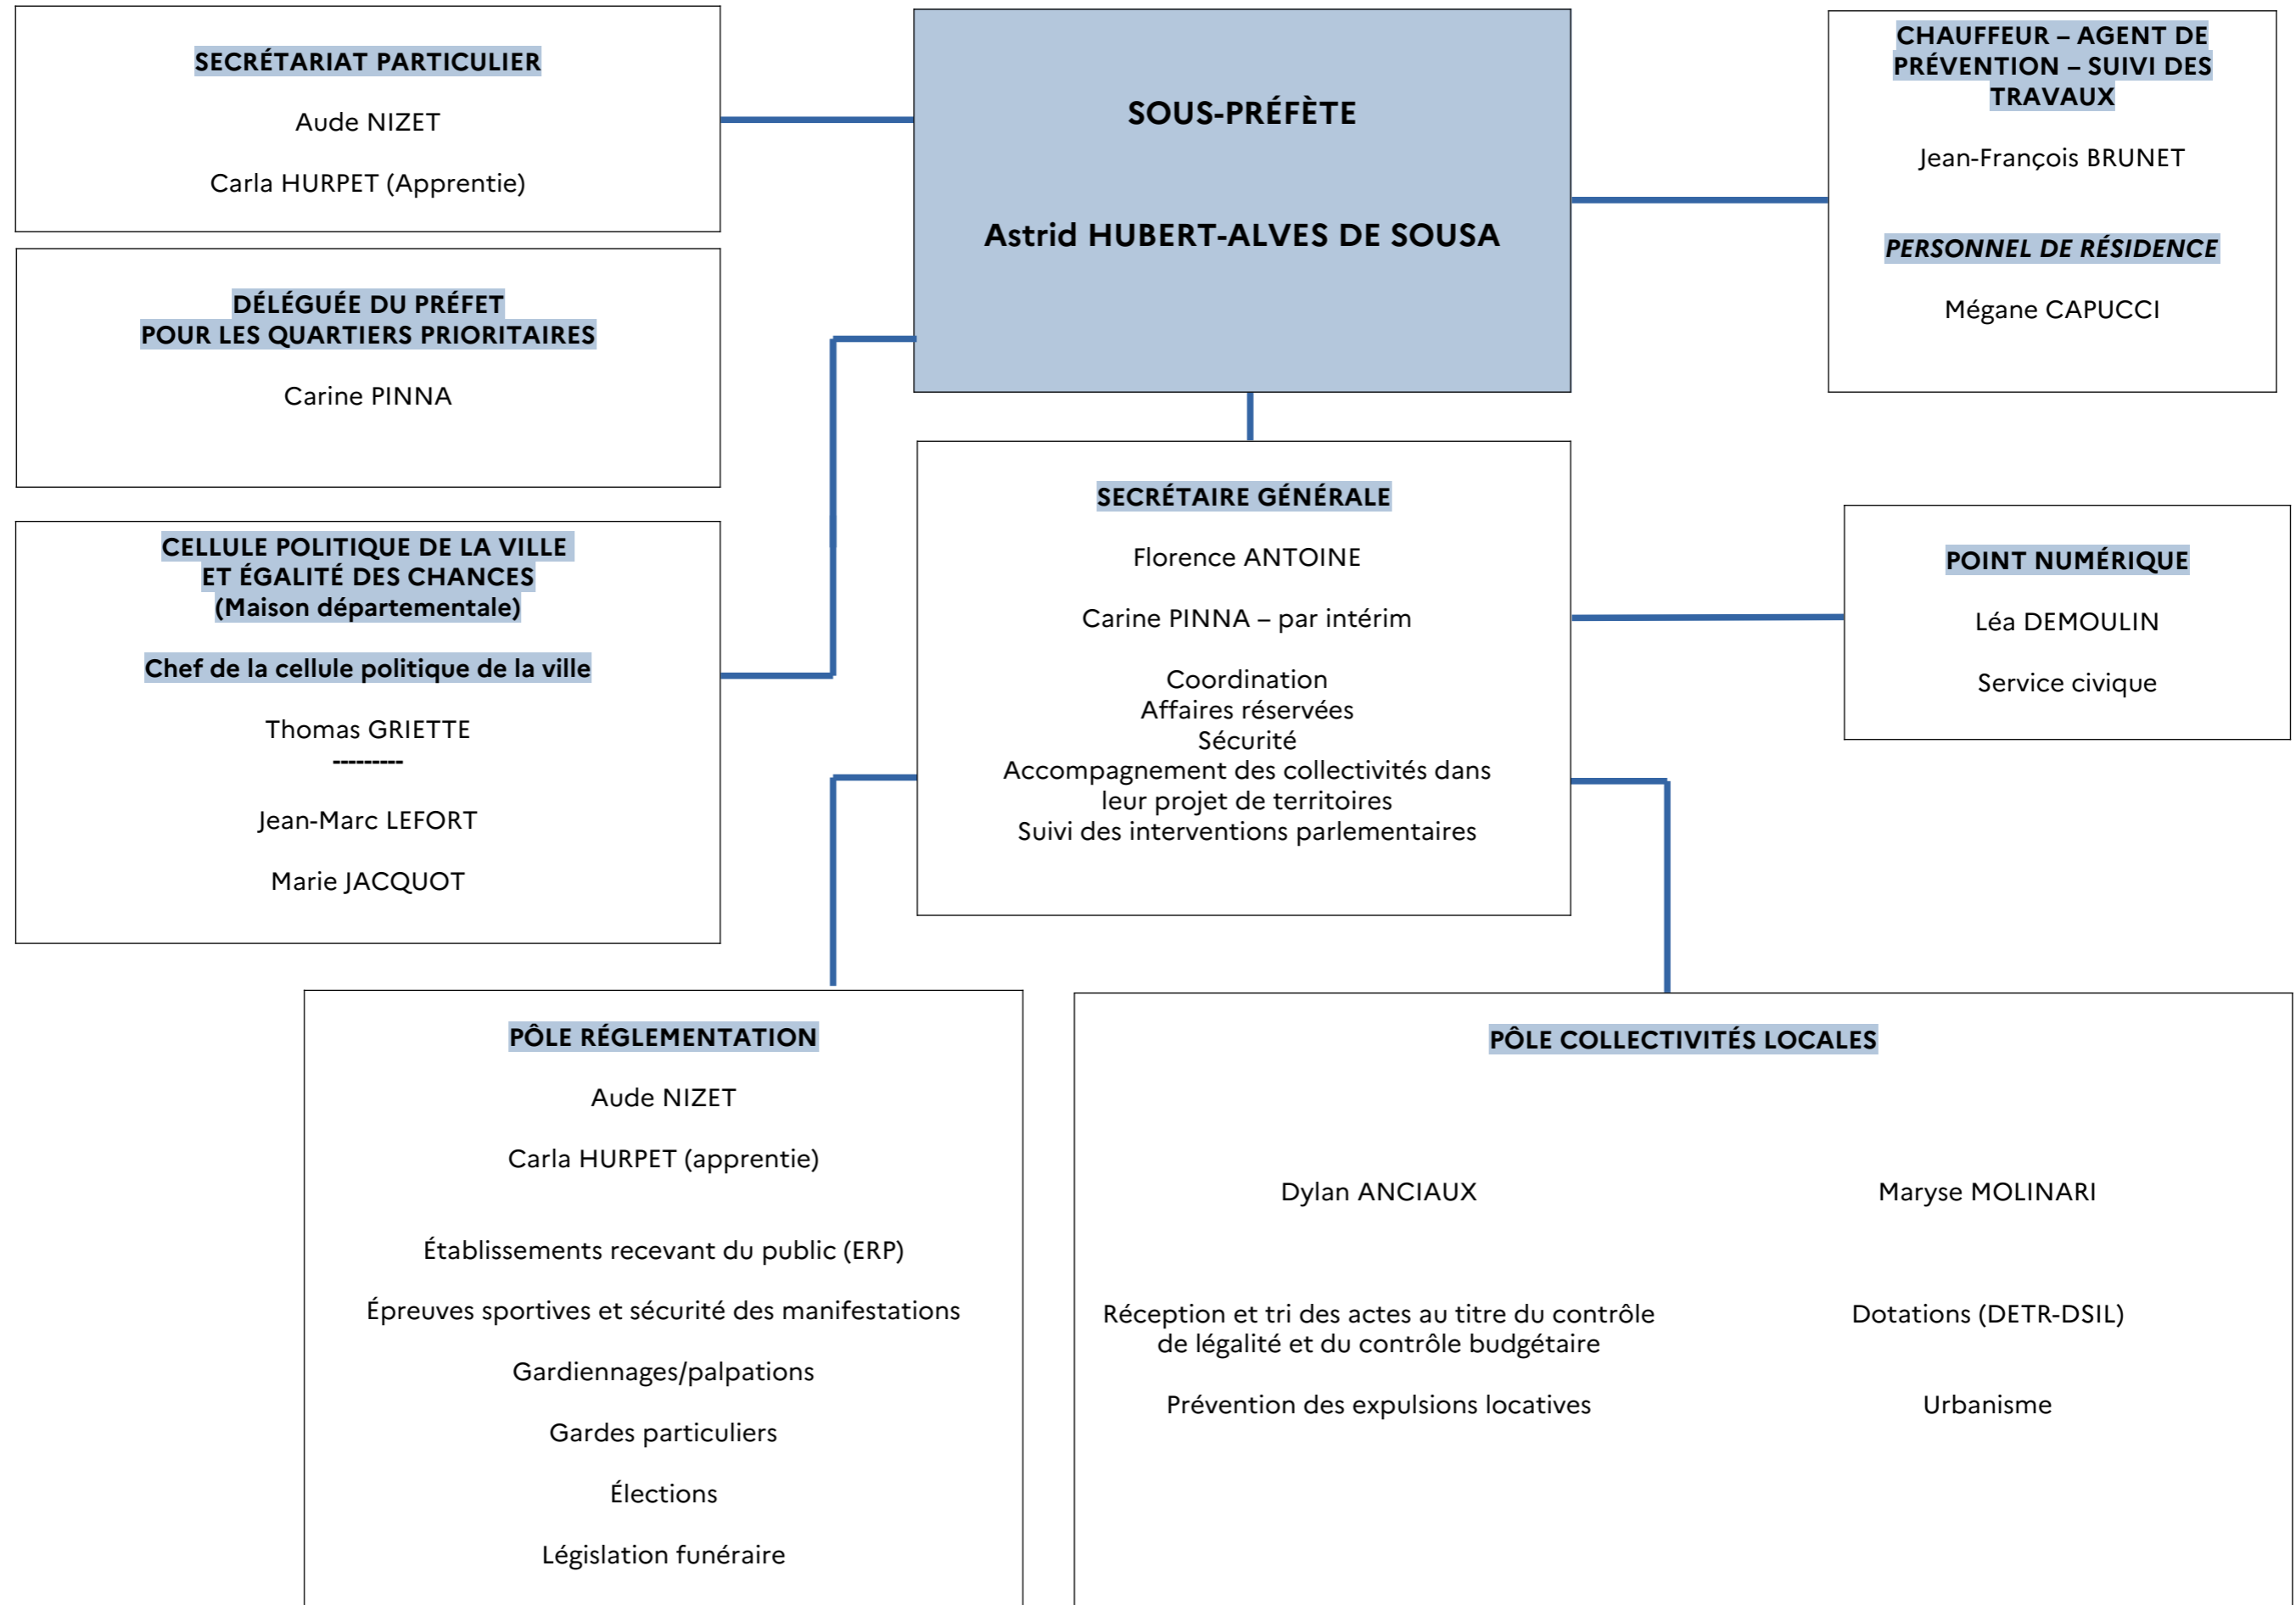 SECRÉTARIAT PARTICULIER
Aude NIZET
Carla HURPET (Apprentie)
SOUS-PRÉFÈTE
Astrid HUBERT-ALVES DE SOUSA
CHAUFFEUR – AGENT DE
PRÉVENTION – SUIVI DES
TRAVAUX
Jean-François BRUNET
PERSONNEL DE RÉSIDENCE
Mégane CAPUCCI
DÉLÉGUÉE DU PRÉFET
POUR LES QUARTIERS PRIORITAIRES
Carine PINNA
CELLULE POLITIQUE DE LA VILLE
ET ÉGALITÉ DES CHANCES
(Maison départementale)
Chef de la cellule politique de la ville
Thomas GRIETTE
---------
Jean-Marc LEFORT
Marie JACQUOT
SECRÉTAIRE GÉNÉRALE
Florence ANTOINE
Carine PINNA – par intérim
Coordination
Affaires réservées
Sécurité
Accompagnement des collectivités dans
leur projet de territoires
Suivi des interventions parlementaires
POINT NUMÉRIQUE
Léa DEMOULIN
Service civique
PÔLE RÉGLEMENTATION
Aude NIZET
Carla HURPET (apprentie)
Établissements recevant du public (ERP)
Épreuves sportives et sécurité des manifestations
Gardiennages/palpations
Gardes particuliers
Élections
Législation funéraire
PÔLE COLLECTIVITÉS LOCALES
Dylan ANCIAUX
Réception et tri des actes au titre du contrôle
de légalité et du contrôle budgétaire
Prévention des expulsions locatives
Maryse MOLINARI
Dotations (DETR-DSIL)
Urbanisme